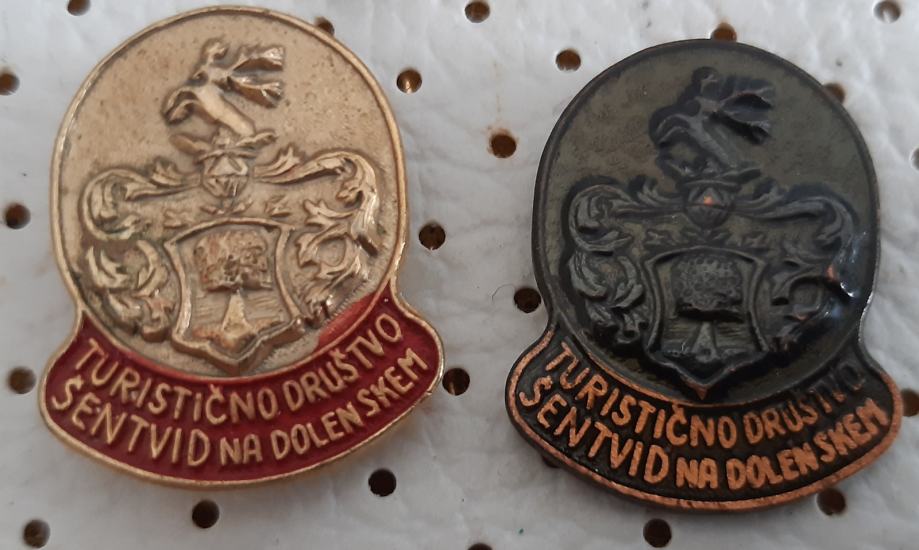 TURISTIČNO DRUŠTVO
ŠENTVID NA DOLENSKEM
TURISTIČNO DRUŠTVO
ŠENTVID NA DOLENSKEM